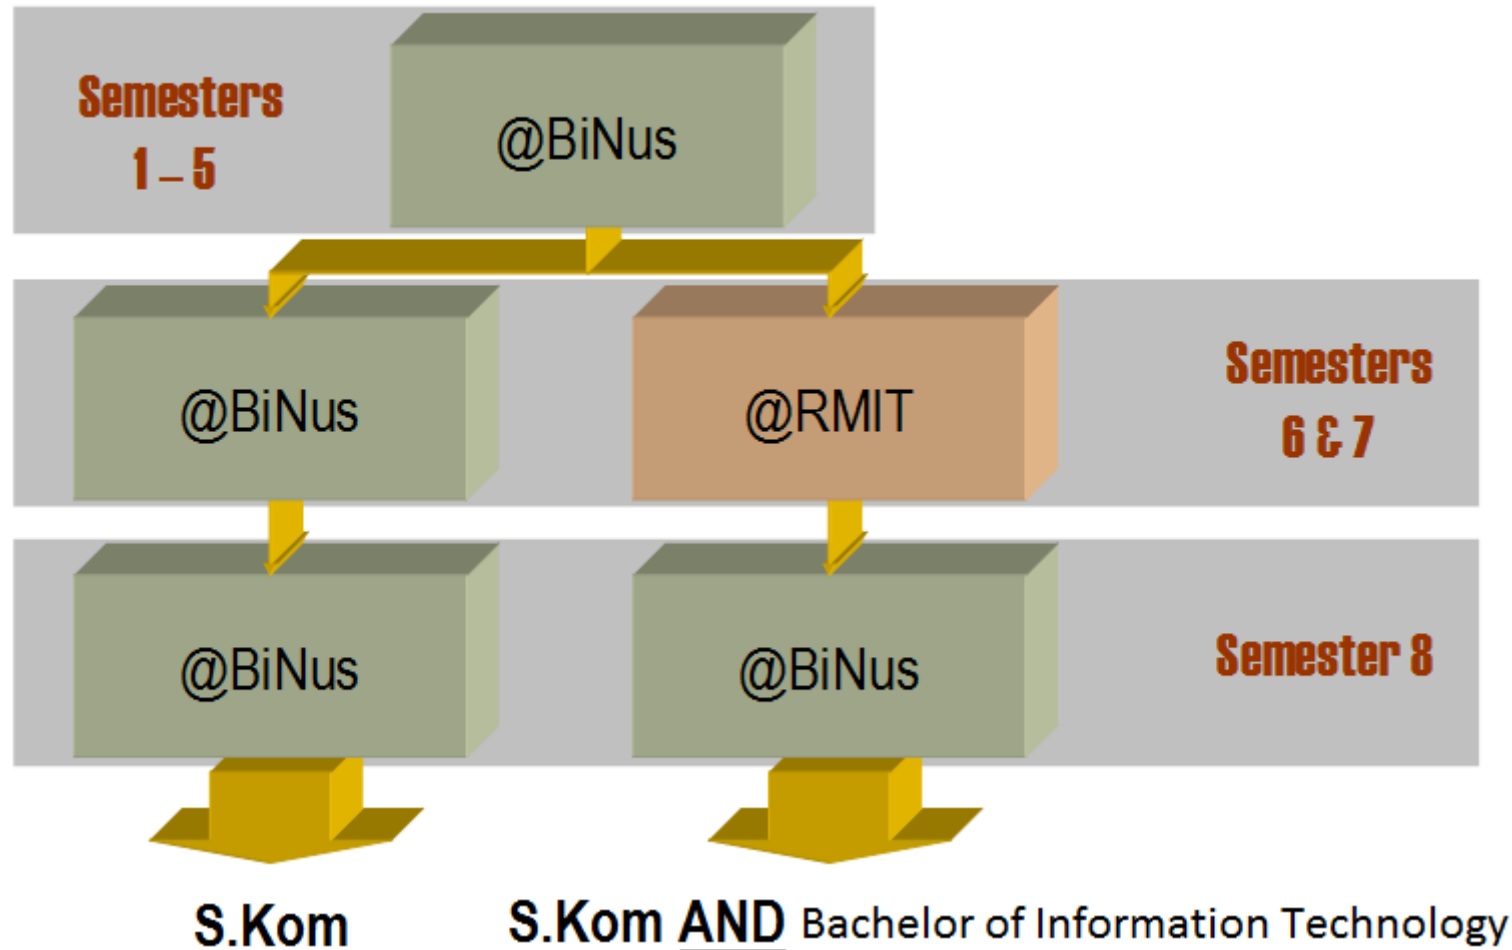 Semesters
1 – 5
@BiNus
@BiNus
@RMIT
Semesters
6 & 7
@BiNus
@BiNus
Semester 8
S.Kom
S.Kom AND Bachelor of Information Technology